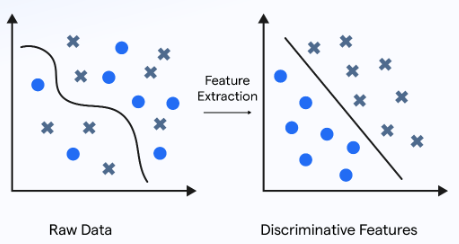 Feature
Extraction
Raw Data
Discriminative Features